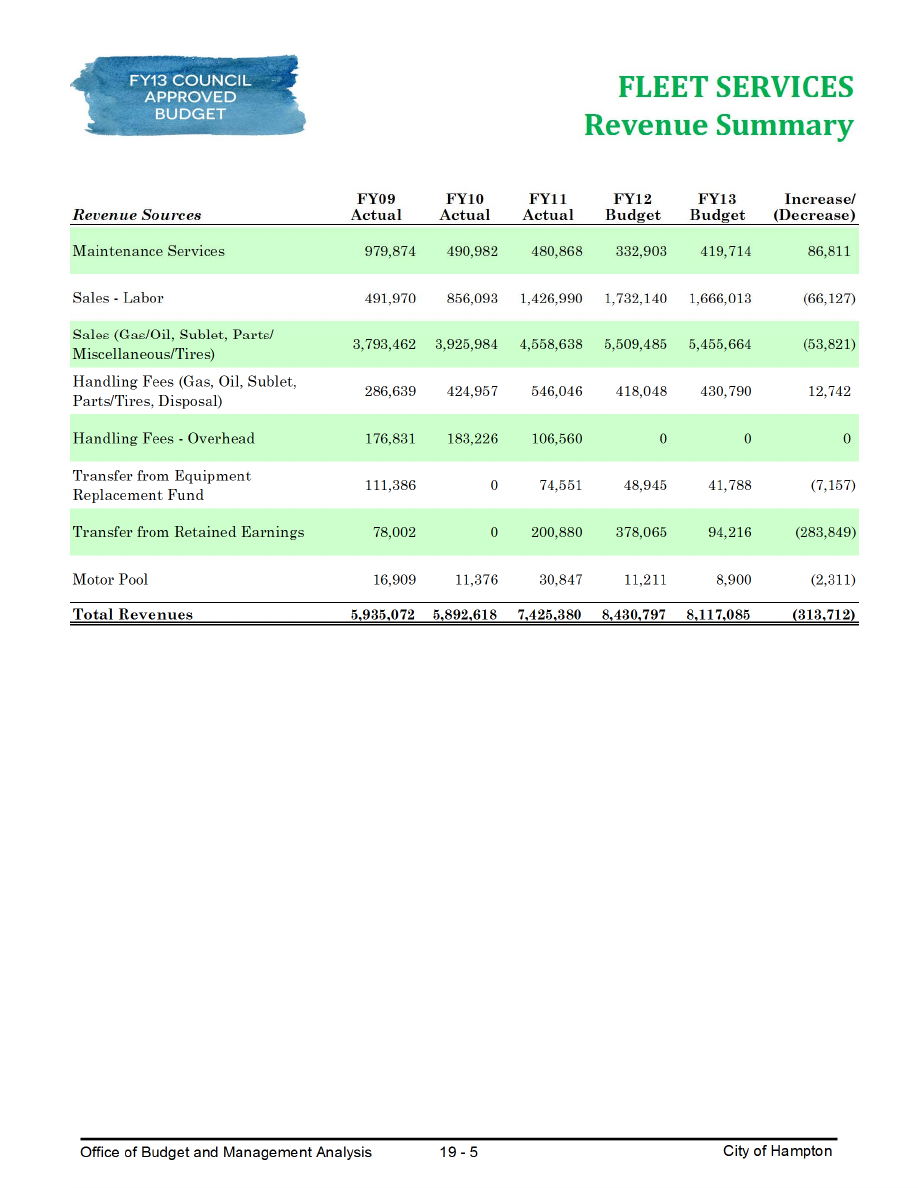 FY13 COUNCIL
APPROVED
BUDGET
FLEET SERVICES
Revenue Summary
Revenue Sources FY09 Actual FY10 Actual FY11 Actual FY12 Budget FY13 Budget Increase/ (Decrease)
Maintenance Services 979,874 490,982 480,868 332,903 419,714 86,811
Sales - Labor 491,970 856,093 1,426,990 1,732,140 1,666,013 (66,127)
Sales (Gas/Oil, Sublet, Parts/
Miscellaneous/Tires) 3,793,462 3,925,984 4,558,638 5,509,485 5,455,664 (53,821)
Handling Fees (Gas, Oil, Sublet,
Parts/Tires, Disposal) 286,639 424,957 546,046 418,048 430,790 12,742
Handling Fees - Overhead 176,831 183,226 106,560 0 0 0
Transfer from Equipment
Replacement Fund 111,386 0 74,551 48,945 41,788 (7,157)
Transfer from Retained Earnings 78,002 0 200,880 378,065 94,216 (283,849)
Motor Pool 16,909 11,376 30,847 11,211 8,900 (2,311)
Total Revenues 5,935,072 5,892,618 7,425,380 8,430,797 8,117,085 (313,712)
Office of Budget and Management Analysis 19 - 5 City of Hampton